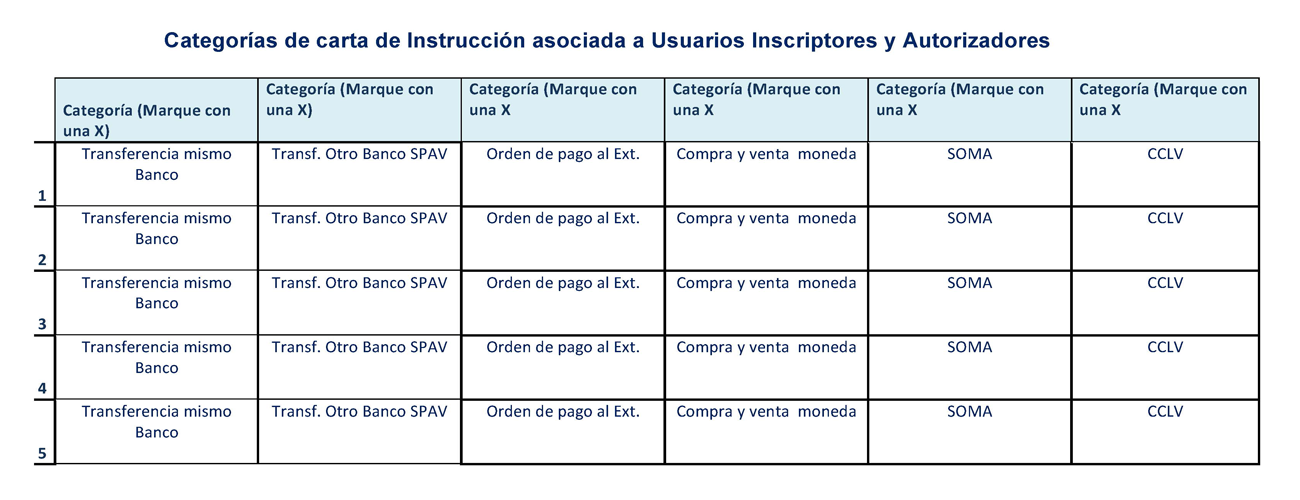 Categorías de carta de Instrucción asociada a Usuarios Inscriptores y Autorizadores
Categoría (Marque con
una X)
Categoría (Marque con
una X)
Categoría (Marque con
una X
Categoría (Marque con
una X
Categoría (Marque con
una X
Categoría (Marque con
una X
1
Transferencia mismo
Banco
Transf. Otro Banco SPAV
Orden de pago al Ext.
Compra y venta  moneda
SOMA
CCLV
2
Transferencia mismo
Banco
Transf. Otro Banco SPAV
Orden de pago al Ext.
Compra y venta  moneda
SOMA
CCLV
3
Transferencia mismo
Banco
Transf. Otro Banco SPAV
Orden de pago al Ext.
Compra y venta  moneda
SOMA
CCLV
4
Transferencia mismo
Banco
Transf. Otro Banco SPAV
Orden de pago al Ext.
Compra y venta  moneda
SOMA
CCLV
5
Transferencia mismo
Banco
Transf. Otro Banco SPAV
Orden de pago al Ext.
Compra y venta  moneda
SOMA
CCLV